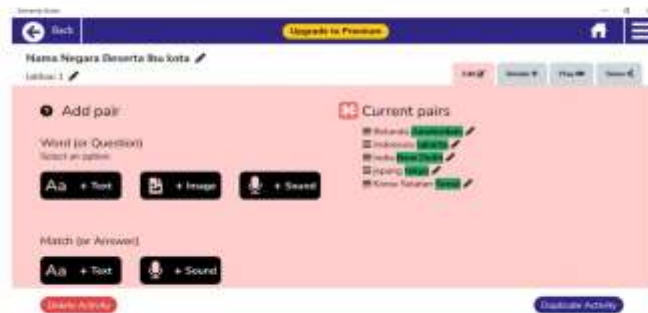 Back
Upgrade to Premium
Nama Negara Beserta Ibu kota
Edit
Play
Add pair
Current pairs
Word (or Question)
Select an option
Aa + Text
+ Image
+ Sound
Belanda Amsterdam
Indonesia Jakarta
India New Delhi
Jepang tokyo
Korea Selatan Seoul
Match (or Answer)
Aa + Text
+ Sound
Delete Activity
Duplicate Activity